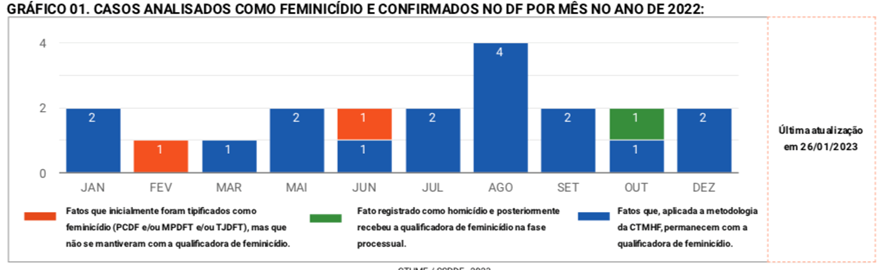 GRÁFICO 01. CASOS ANALISADOS COMO FEMINICÍDIO E CONFIRMADOS NO DF POR MÊS NO ANO DE 2022:
4
2
0
2
1
1
2
1
1
2
4
2
1
1
2
JAN FEV MAR MAI JUN JUL AGO SET OUT DEZ
Última atualização
em 26/01/2023
Fatos que inicialmente foram tipificados como
feminicídio (PCDF e/ou MPDFT e/ou TJDFT), mas que
não se mantiveram com a qualificadora de feminicídio.
Fato registrado como homicídio e posteriormente
recebeu a qualificadora de feminicídio na fase
processual.
Fatos que, aplicada a metodologia
da CTMHF, permanecem com a
qualificadora de feminicídio.